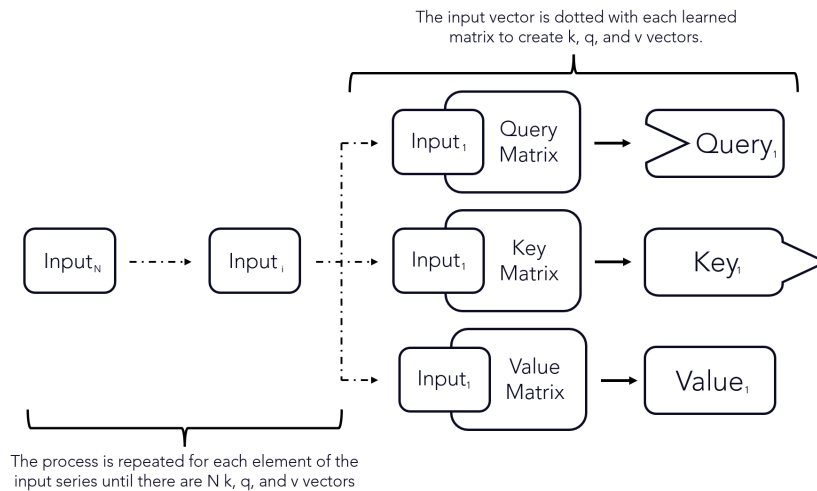 The input vector is dotted with each learned
matrix to create k, q, and v vectors.
Input₁
Query
Matrix
Query₁
Input_N
Input_i
Input₁
Key
Matrix
Key₁
Input₁
Value
Matrix
Value₁
The process is repeated for each element of the
input series until there are N k, q, and v vectors